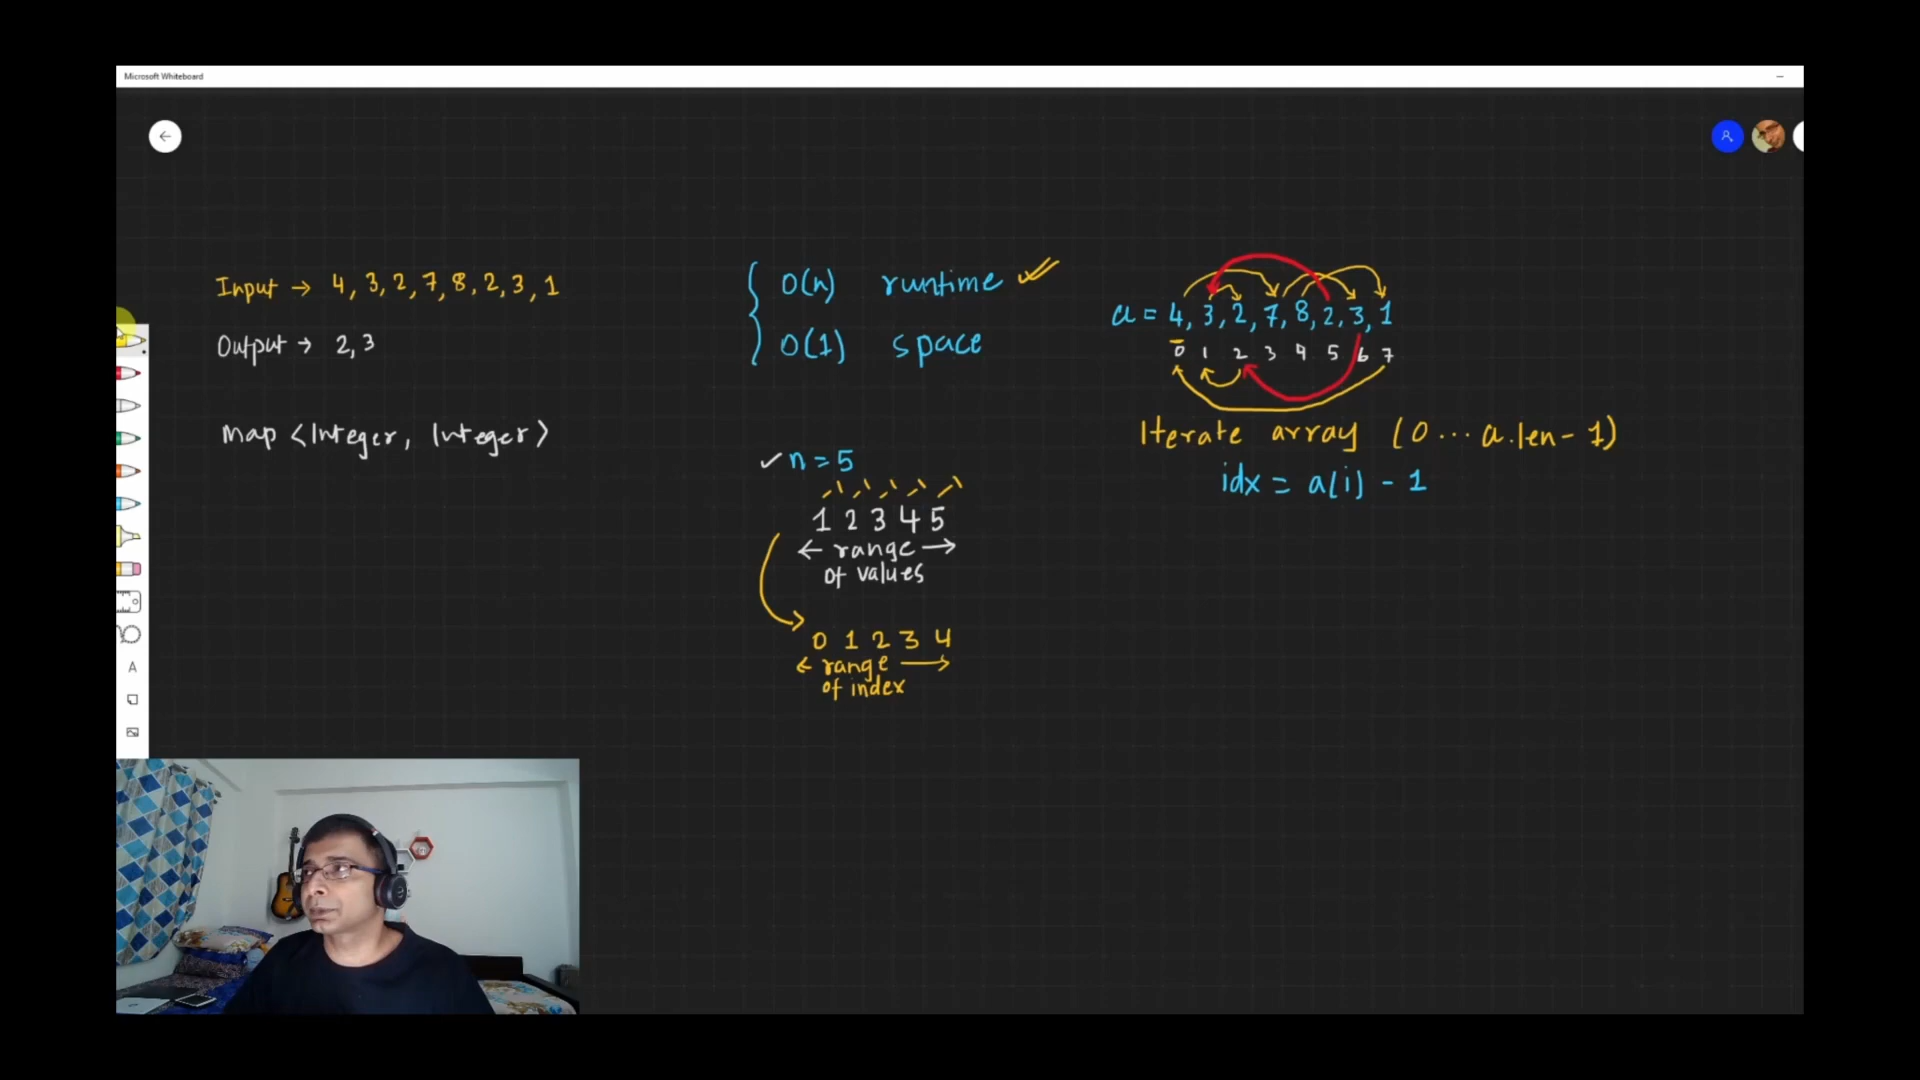 Microsoft Whiteboard
Input → 4, 3, 2, 7, 8, 2, 3, 1
Output → 2, 3
Map <Integer, Integer>
O(n) runtime
O(1) space
n = 5
1 2 3 4 5
← range →
of values
0 1 2 3 4
← range →
of index
a = 4, 3, 2, 7, 8, 2, 3, 1
0 1 2 3 4 5 6 7
Iterate array (0 ... a.len - 1)
idx = a[i] - 1
A